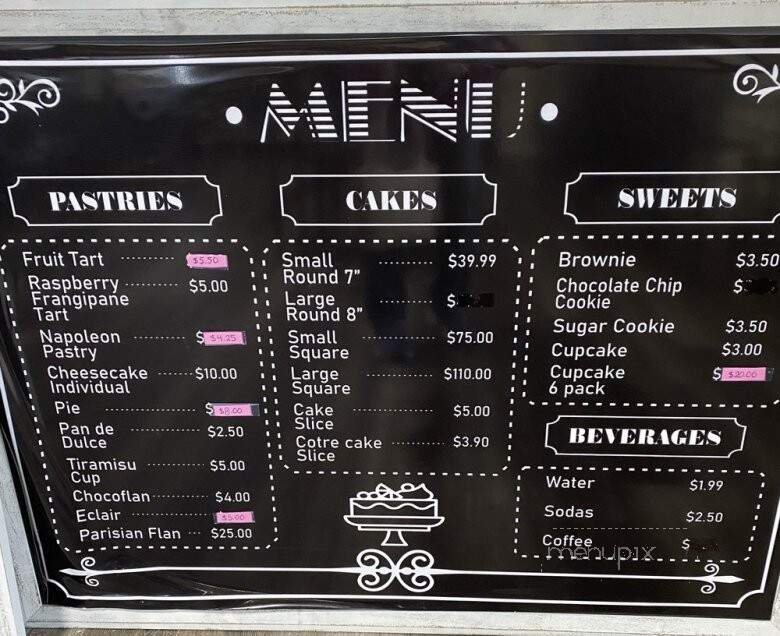 MENU
PASTRIES
Fruit Tart ........... $5.50
Raspberry ........... $5.00
Frangipane
Tart
Napoleon ........... $4.25
Pastry
Cheesecake ........ $10.00
Individual
Pie ........... $8.00
Pan de ........... $2.50
Dulce
Tiramisu ........... $5.00
Cup
Chocoflan ........... $4.00
Eclair ........... $5.00
Parisian Flan ... $25.00
CAKES
Small ........... $39.99
Round 7"
Large ........... $
Round 8"
Small ........... $75.00
Square
Large ........... $110.00
Square
Cake ........... $5.00
Slice
Cotre cake ........... $3.90
Slice
SWEETS
Brownie $3.50
Chocolate Chip $
Cookie
Sugar Cookie $3.50
Cupcake $3.00
Cupcake $ $20.00
6 pack
BEVERAGES
Water $1.99
Sodas $2.50
Coffee $
menupix